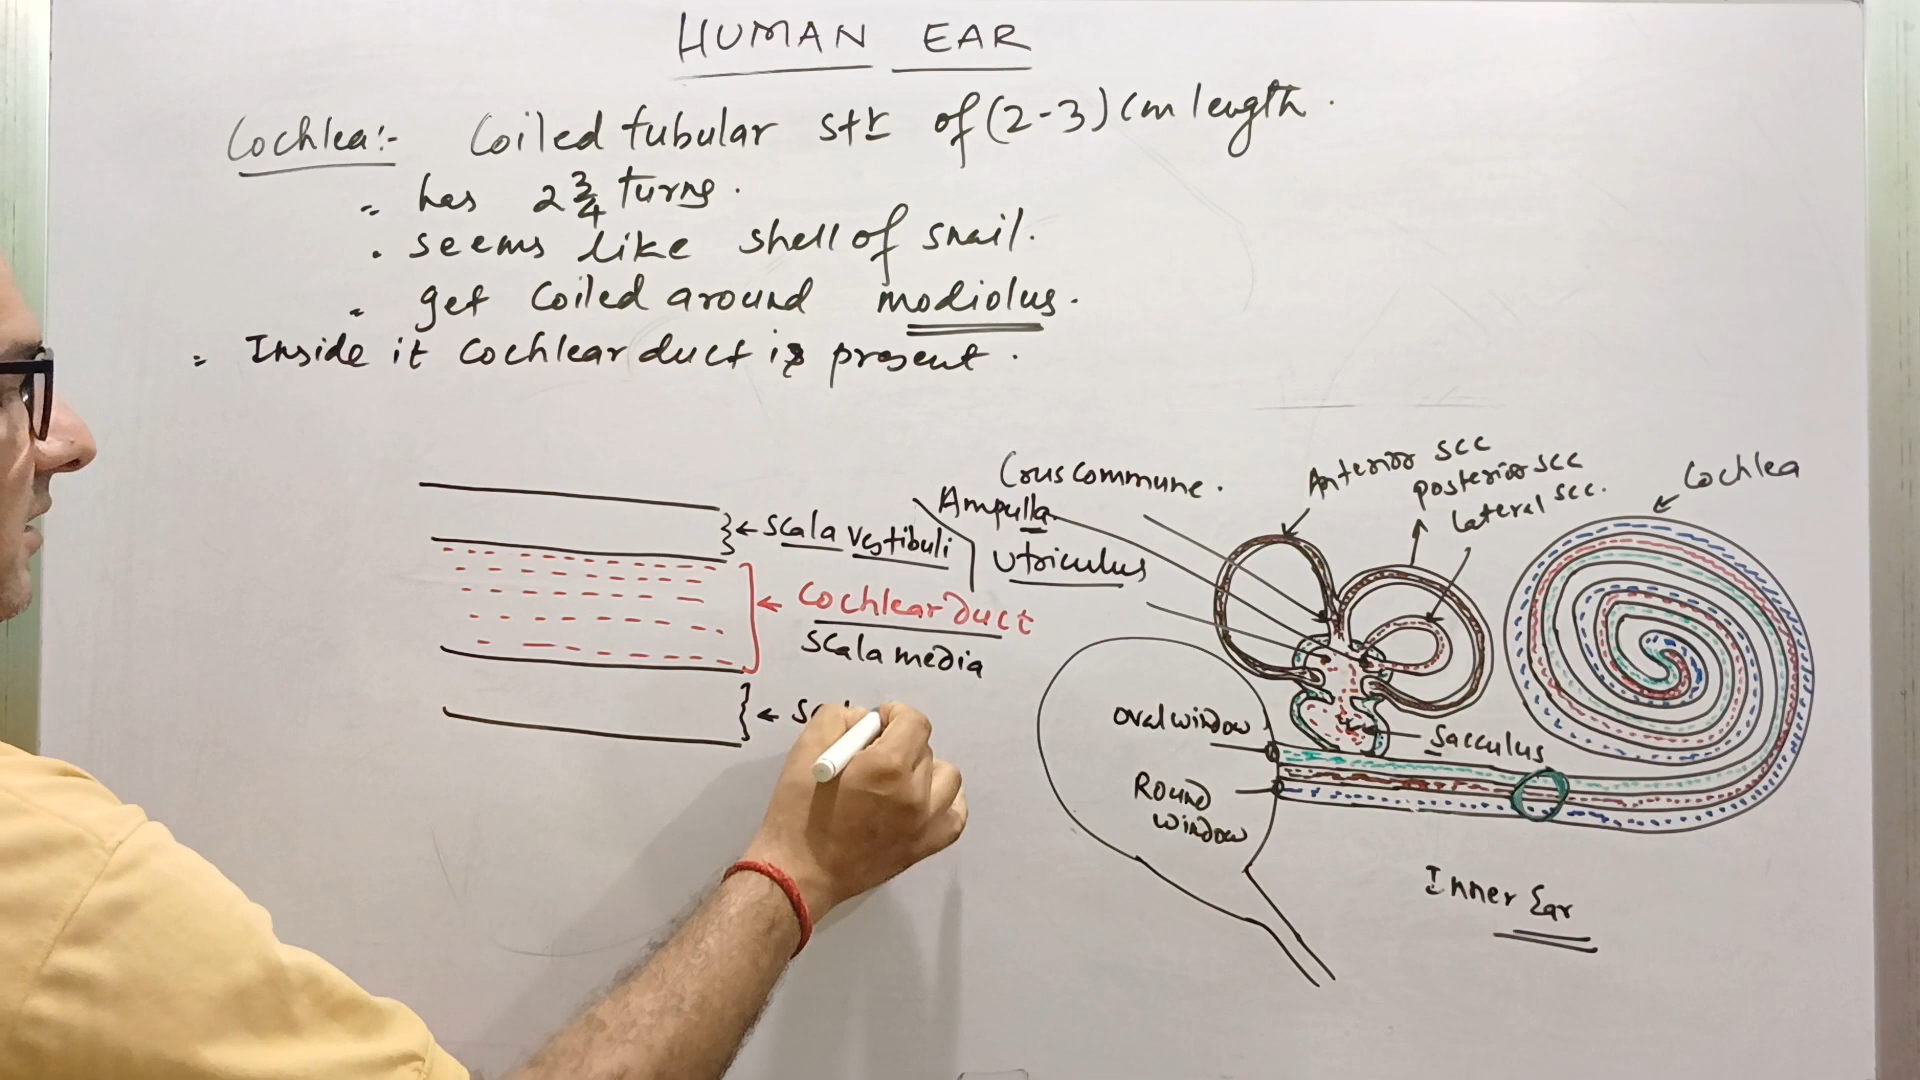 HUMAN EAR
Cochlea:- Coiled tubular str of (2-3) cm length.
has 2 3/4 turns.
seems like shell of snail.
get coiled around modiolus.
Inside it cochlear duct is present.
Crus commune.
Ampulla
Utriculus
Anterior SCC
posterior SCC
lateral SCC.
Cochlea
scala vestibuli
Cochlear Duct
scala media
oval window
Sacculus
Round
window
Inner Ear